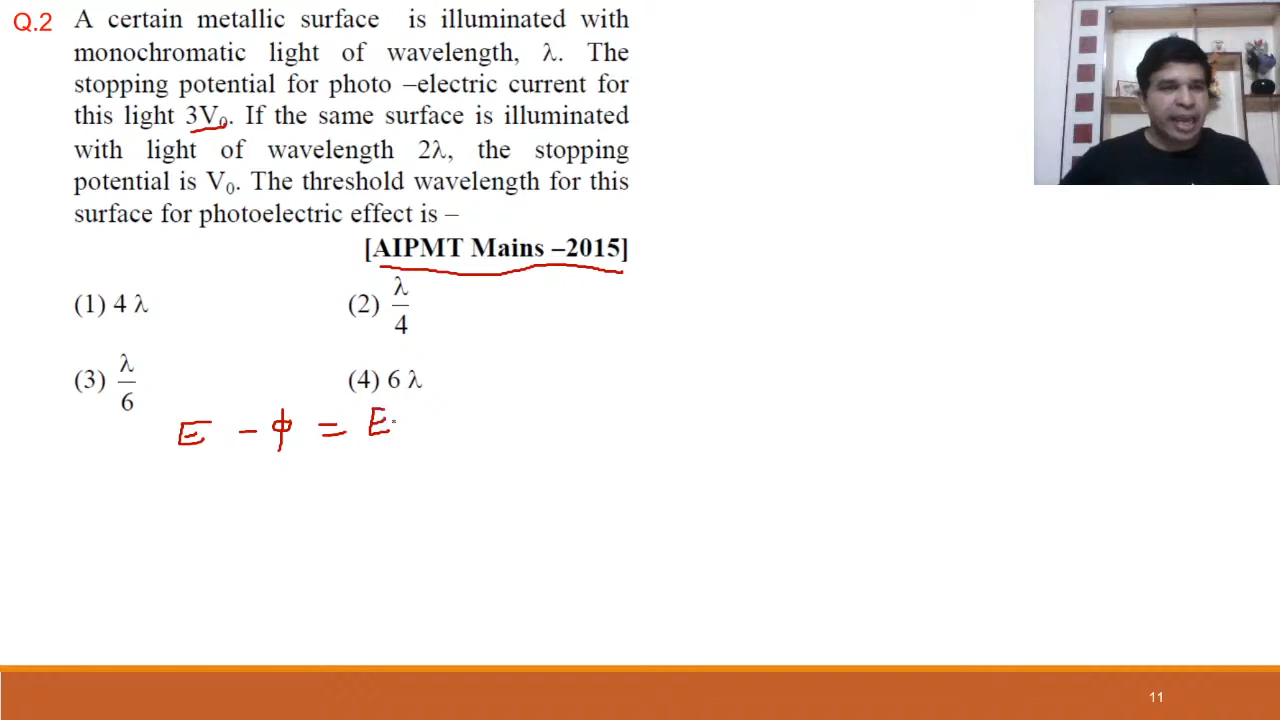 Q.2 A certain metallic surface is illuminated with
monochromatic light of wavelength, λ. The
stopping potential for photo –electric current for
this light 3V₀. If the same surface is illuminated
with light of wavelength 2λ, the stopping
potential is V₀. The threshold wavelength for this
surface for photoelectric effect is –
[AIPMT Mains –2015]
(1) 4 λ (2) λ/4
(3) λ/6 (4) 6 λ
E - ϕ = E
11